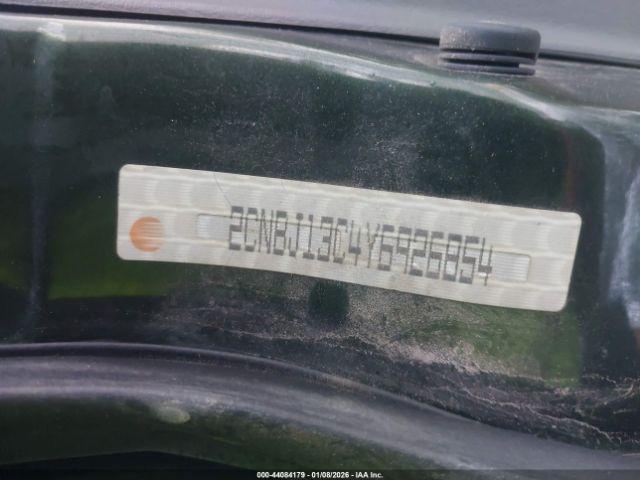 2CNBJ13C4Y6926854
000-44084179 | 01/08/2026 - © IAA Inc.